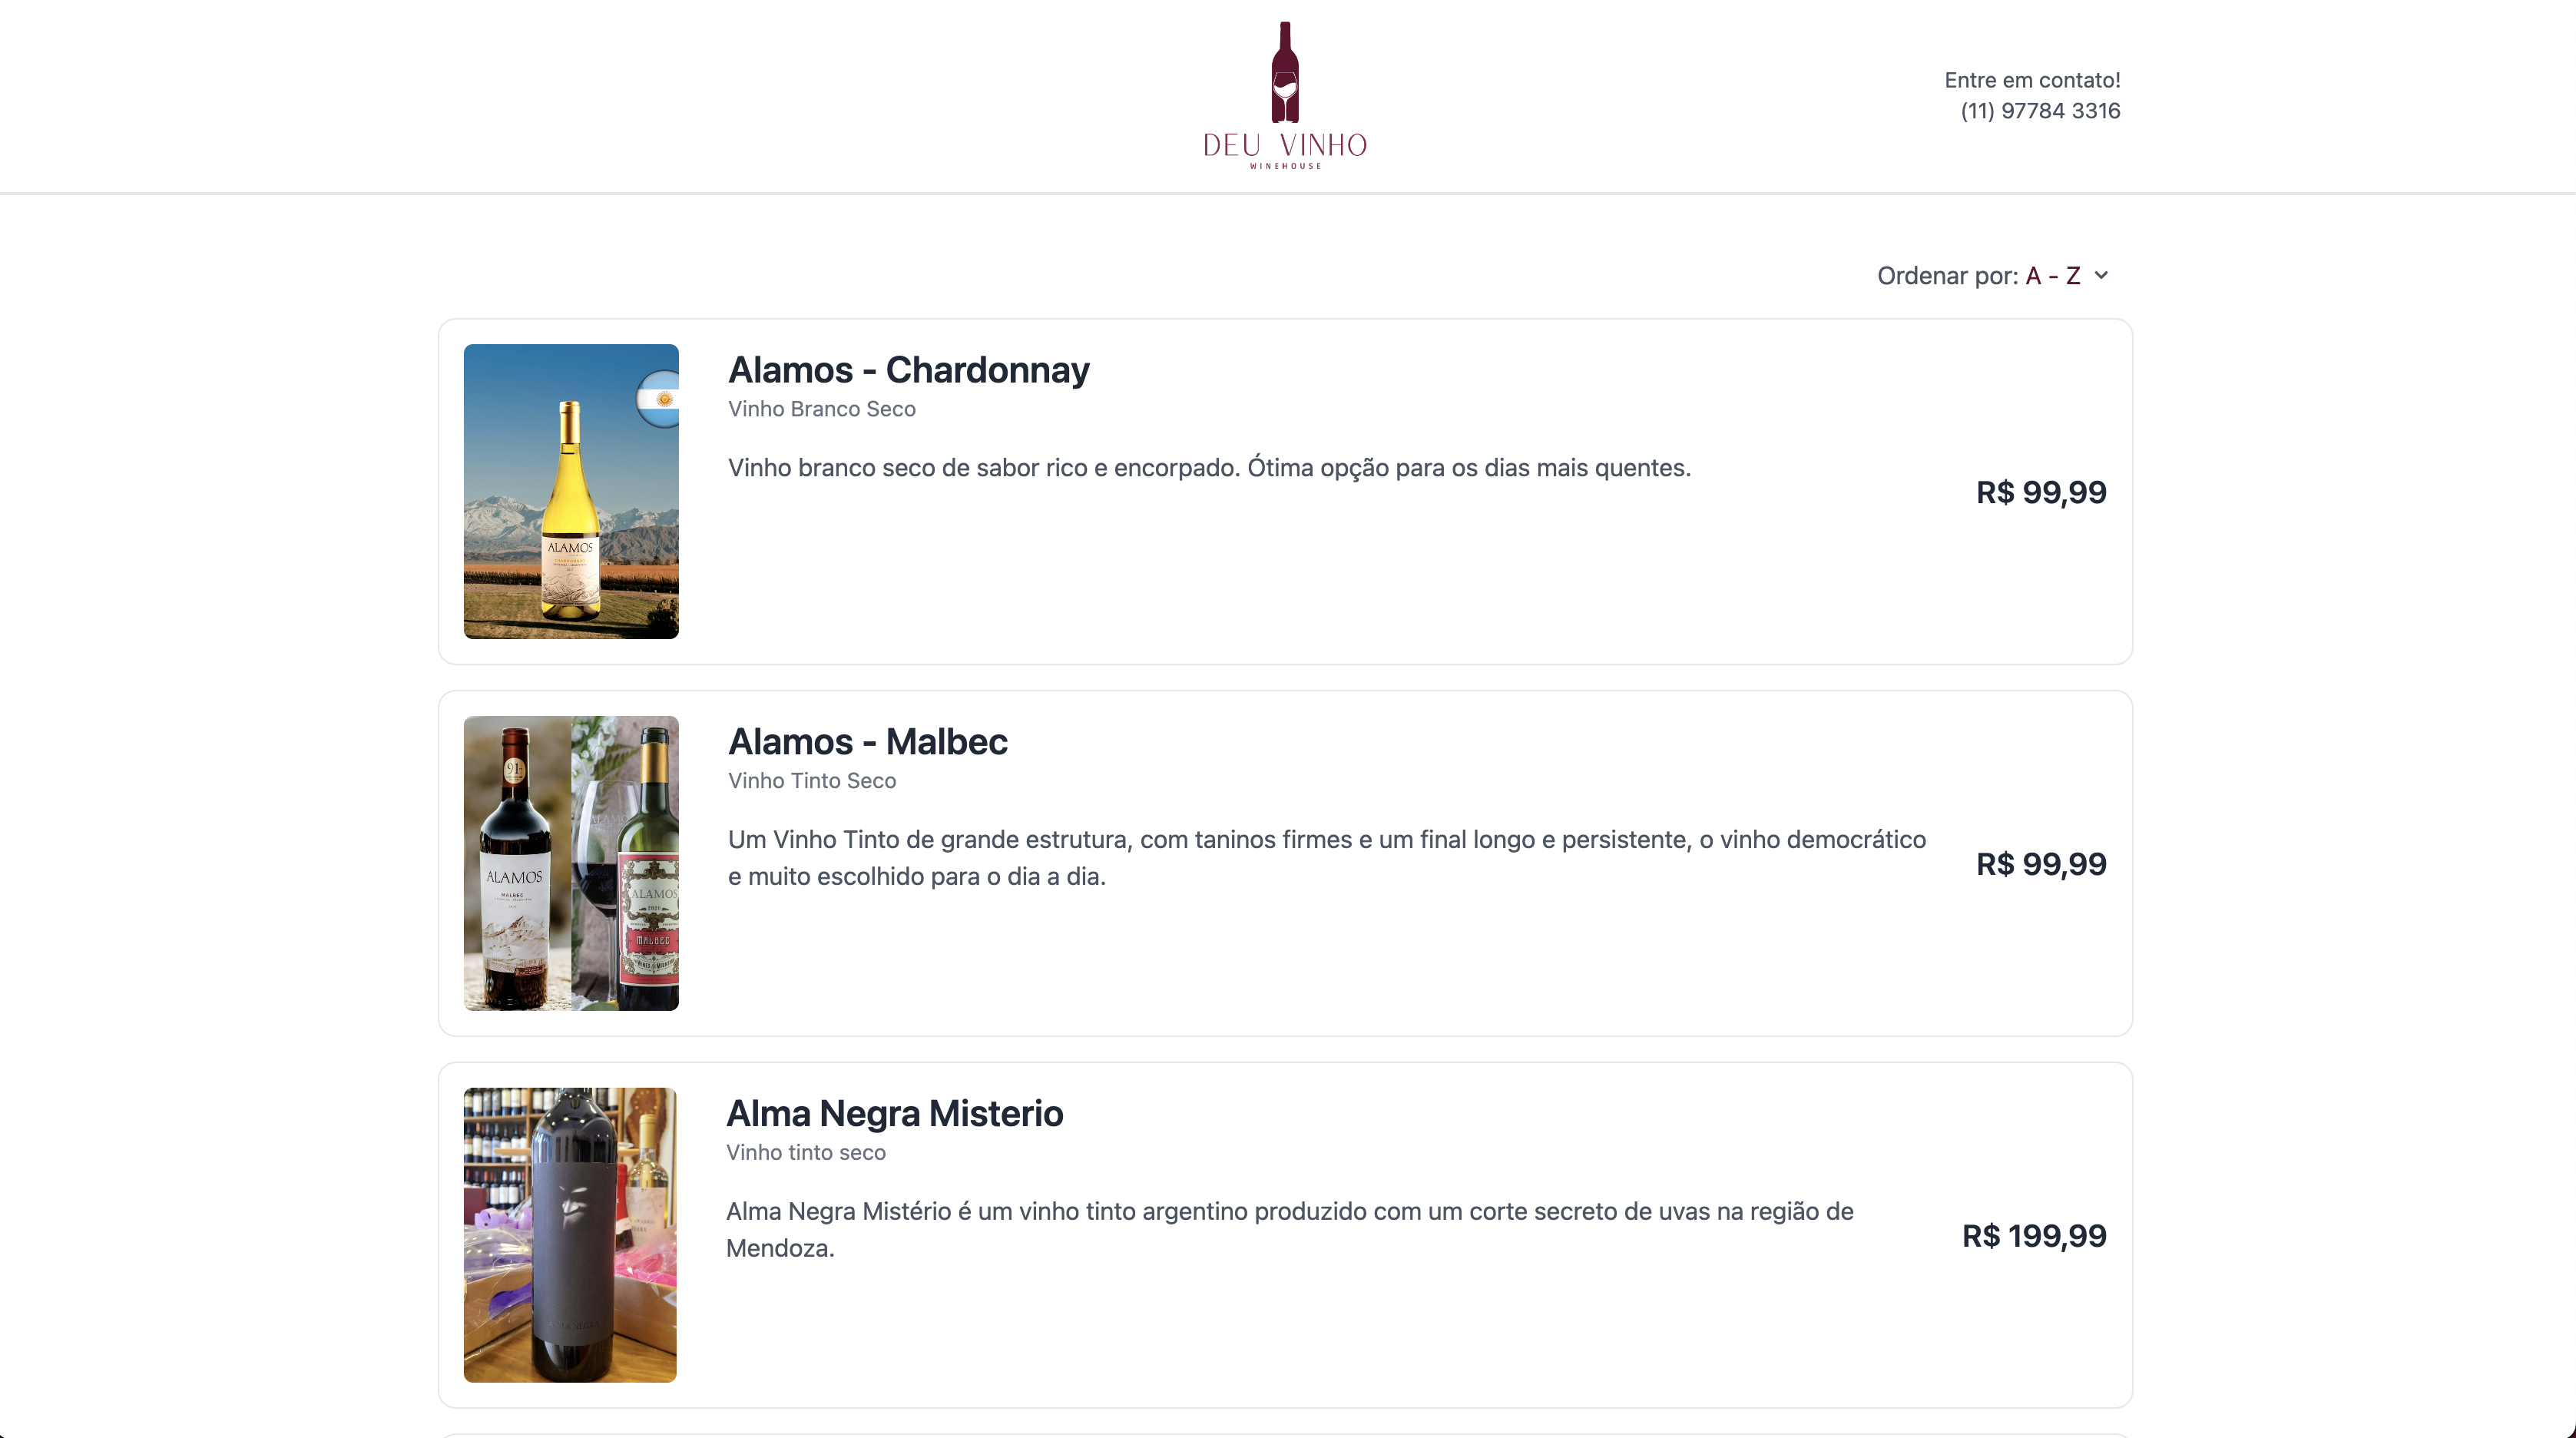 DEU VINHO
WINEHOUSE
Entre em contato!
(11) 97784 3316
Ordenar por: A - Z
Alamos - Chardonnay
Vinho Branco Seco
Vinho branco seco de sabor rico e encorpado. Ótima opção para os dias mais quentes.
R$ 99,99
ALAMOS
Alamos - Malbec
Vinho Tinto Seco
Um Vinho Tinto de grande estrutura, com taninos firmes e um final longo e persistente, o vinho democrático
e muito escolhido para o dia a dia.
R$ 99,99
91
ALAMOS
MALBEC
ALAMOS
MALBEC
Alma Negra Misterio
Vinho tinto seco
Alma Negra Mistério é um vinho tinto argentino produzido com um corte secreto de uvas na região de
Mendoza.
R$ 199,99